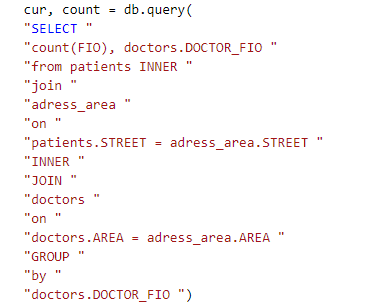 cur, count = db.query(
"SELECT "
"count(FIO), doctors.DOCTOR_FIO "
"from patients INNER "
"join "
"adress_area "
"on "
"patients.STREET = adress_area.STREET "
"INNER "
"JOIN "
"doctors "
"on "
"doctors.AREA = adress_area.AREA "
"GROUP "
"by "
"doctors.DOCTOR_FIO ")